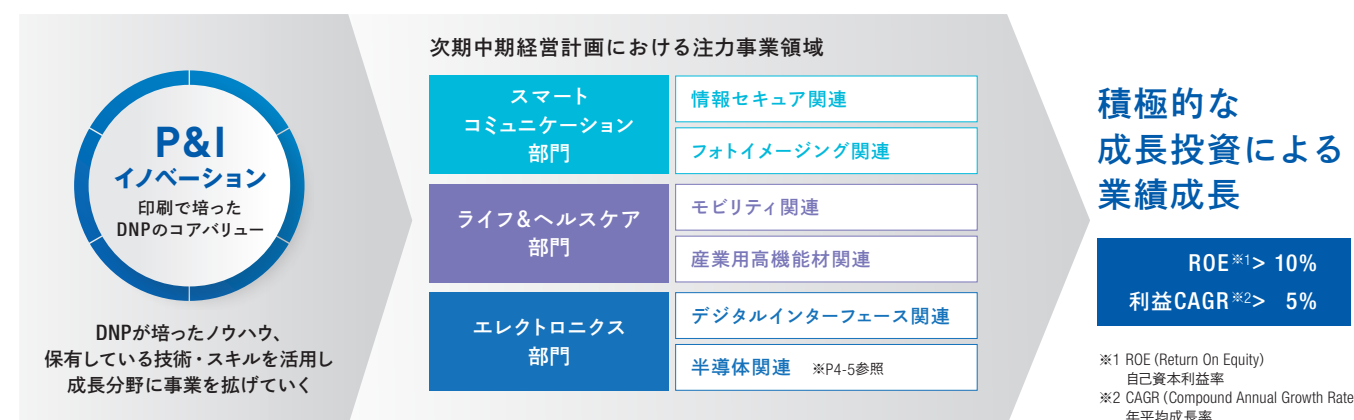 P&I
イノベーション
印刷で培った
DNPのコアバリュー
DNPが培ったノウハウ、
保有している技術・スキルを活用し
成長分野に事業を拡げていく
次期中期経営計画における注力事業領域
スマート
コミュニケーション
部門
情報セキュア関連
フォトイメージング関連
ライフ&ヘルスケア
部門
モビリティ関連
産業用高機能材関連
エレクトロニクス
部門
デジタルインターフェース関連
半導体関連 ※P4-5参照
積極的な
成長投資による
業績成長
ROE※1> 10%
利益CAGR※2> 5%
※1 ROE (Return On Equity)
自己資本利益率
※2 CAGR (Compound Annual Growth Rate
年平均成長率